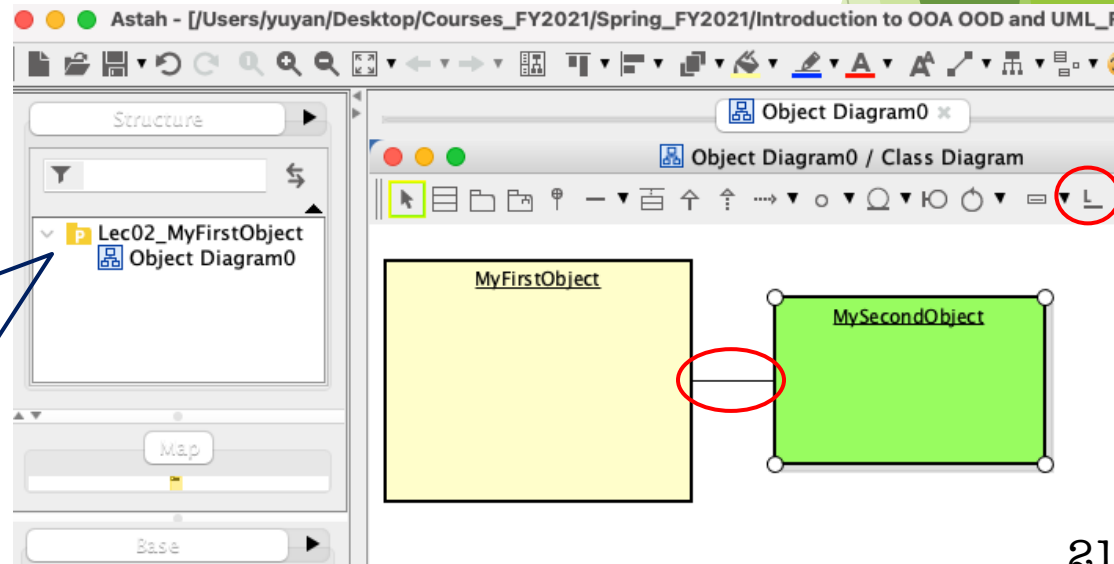 Astah - [/Users/yuyan/Desktop/Courses_FY2021/Spring_FY2021/Introduction to OOA OOD and UML_
Structure
Object Diagram0
Object Diagram0 / Class Diagram
Lec02_MyFirstObject
Object Diagram0
MyFirstObject
MySecondObject
Map
Base
21